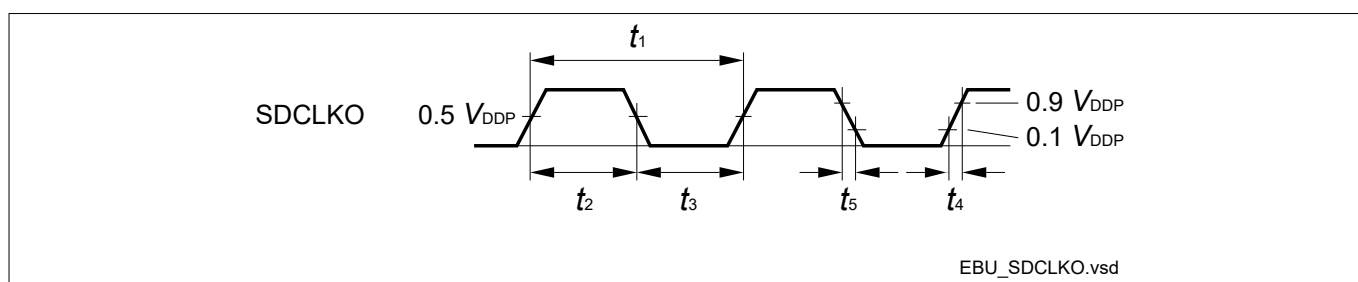 t1
SDCLKO 0.5 VDDP 0.9 VDDP
0.1 VDDP
t2 t3 t5 t4
EBU_SDCLKO.vsd